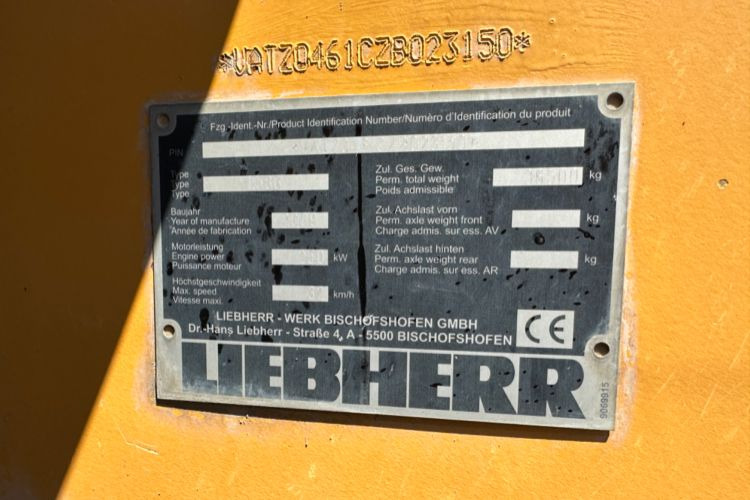 *VATZ0461CZB023150*
Fzg.-Ident.-Nr./Product Identification Number/Numèro d'Identification du produit
PIN
Type
Type
Type
Baujahr
Year of manufacture
Année de fabrication
Motorleistung
Engine power
Puissance moteur
kW
Höchstgeschwindigkeit
Max. speed
Vitesse maxi.
km/h
Zul. Ges. Gew.
Perm. total weight
Poids admissible
kg
Zul. Achslast vorn
Perm. axle weight front
Charge admis. sur ess. AV
kg
Zul. Achslast hinten
Perm. axle weight rear
Charge admis. sur ess. AR
kg
LIEBHERR - WERK BISCHOFSHOFEN GMBH
Dr.-Hans Liebherr - Straße 4, A - 5500 BISCHOFSHOFEN
CE
LIEBHERR
9069915